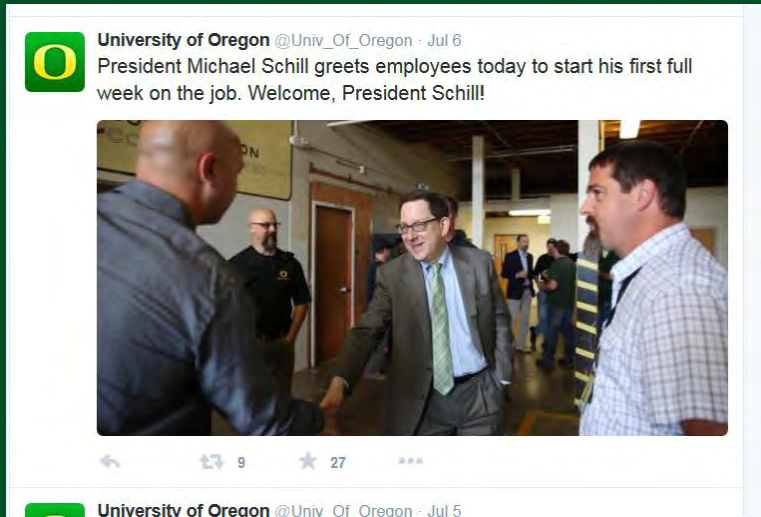 University of Oregon @Univ_Of_Oregon · Jul 6
President Michael Schill greets employees today to start his first full
week on the job. Welcome, President Schill!
O
ON
9 27
University of Oregon @Univ_Of_Oregon · Jul 5